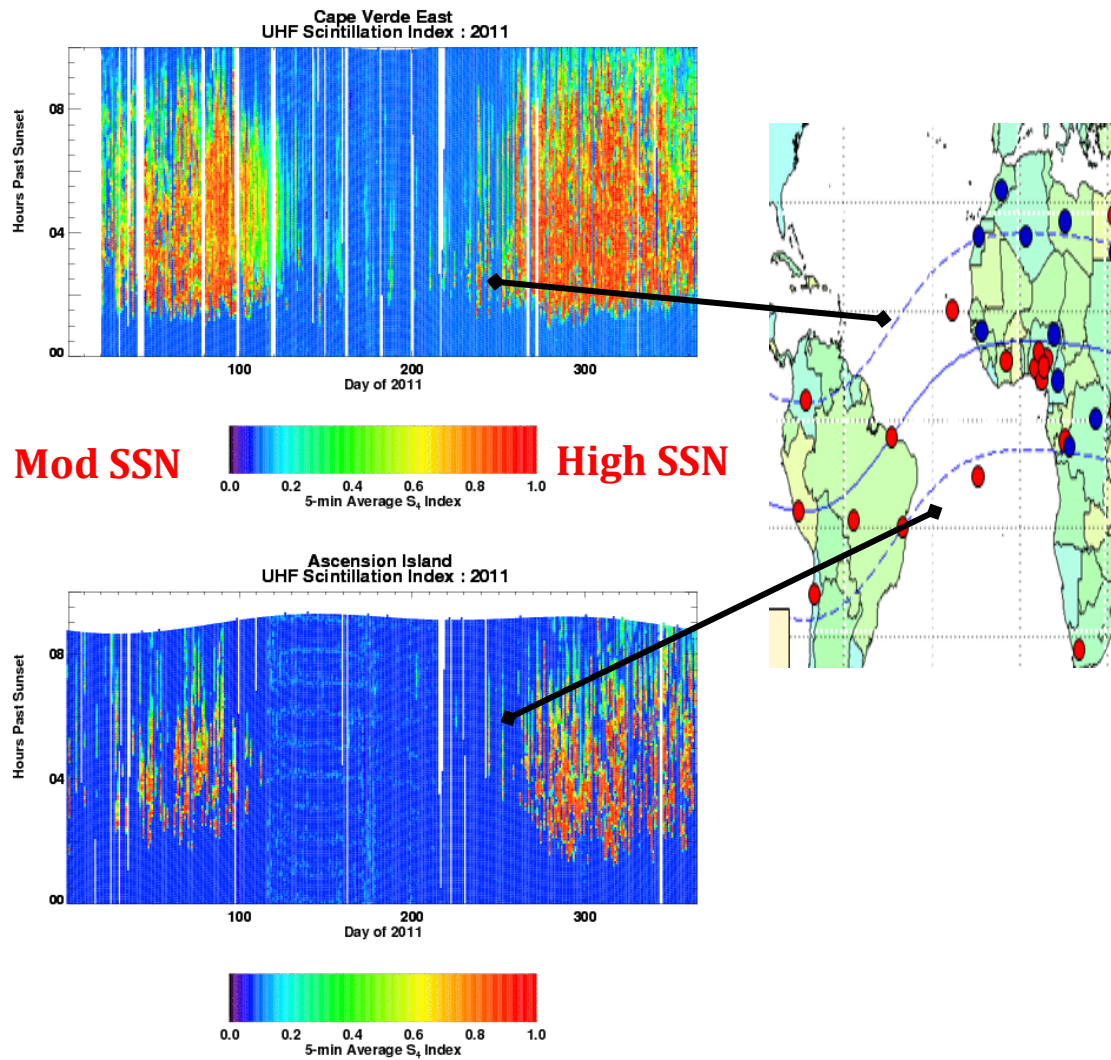 Cape Verde East
UHF Scintillation Index : 2011
Hours Past Sunset
08
04
00
100
200
300
Day of 2011
Mod SSN
High SSN
0.0 0.2 0.4 0.6 0.8 1.0
5-min Average S₄ Index
Ascension Island
UHF Scintillation Index : 2011
Hours Past Sunset
08
04
00
100
200
300
Day of 2011
0.0 0.2 0.4 0.6 0.8 1.0
5-min Average S₄ Index